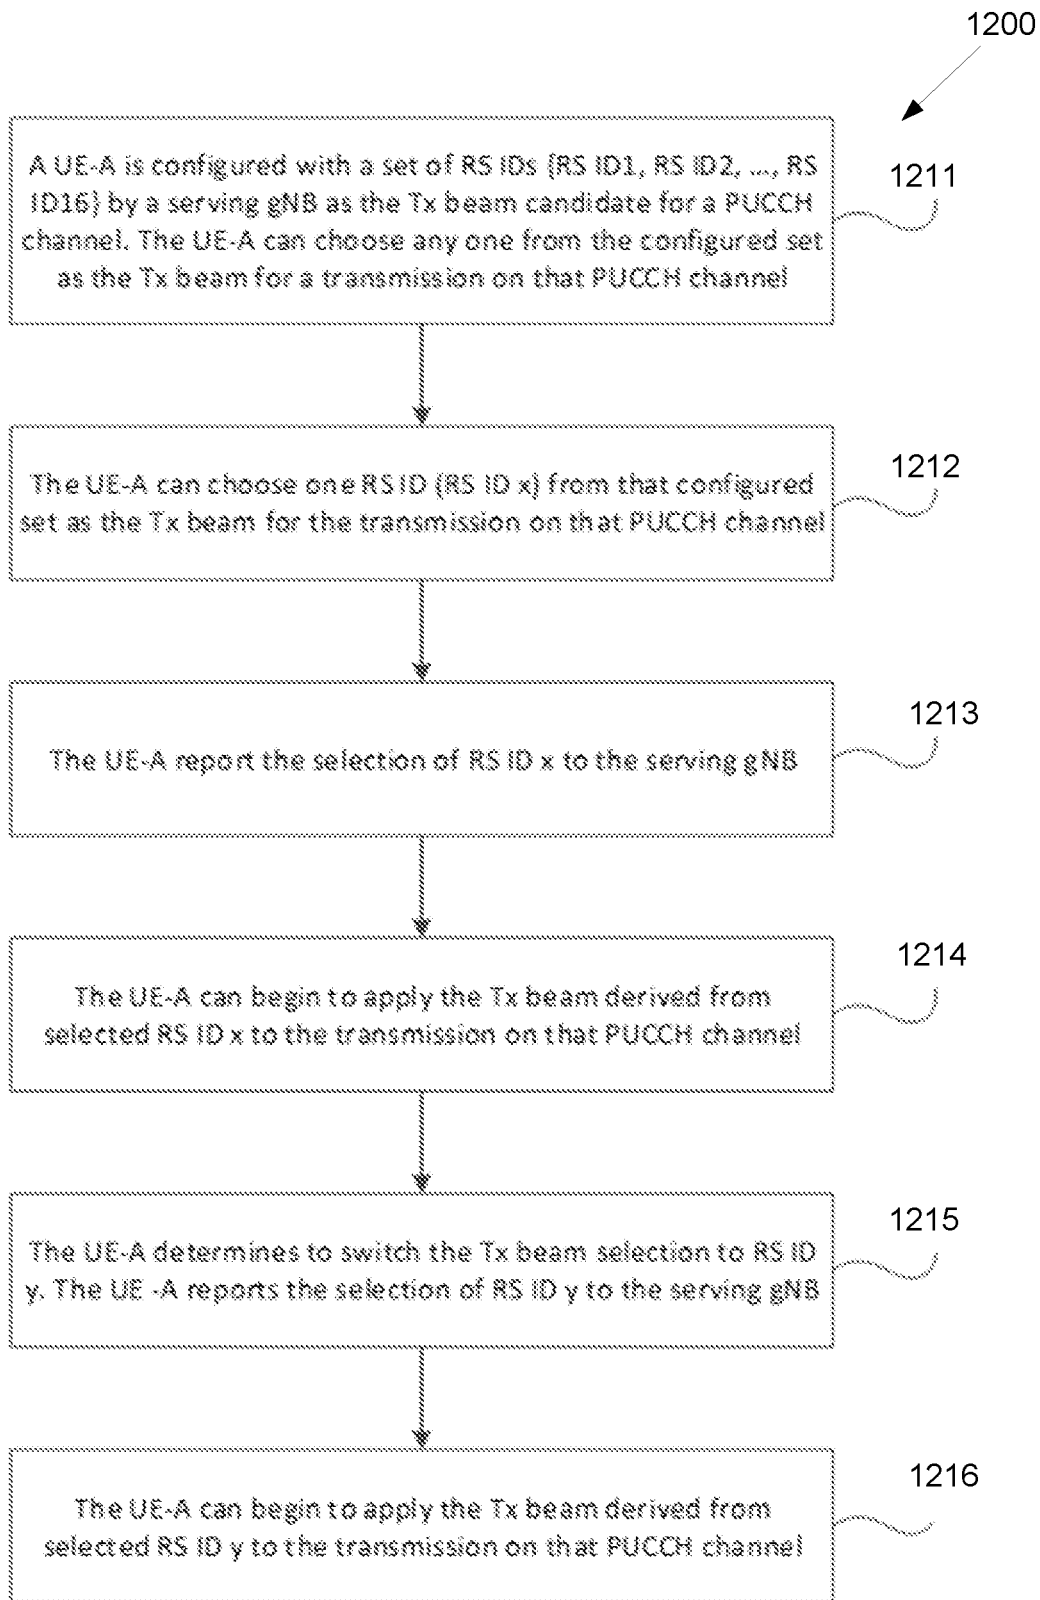 1200
A UE-A is configured with a set of RS IDs {RS ID1, RS ID2, ..., RS
ID16} by a serving gNB as the Tx beam candidate for a PUCCH
channel. The UE-A can choose any one from the configured set
as the Tx beam for a transmission on that PUCCH channel
1211
The UE-A can choose one RS ID (RS ID x) from that configured
set as the Tx beam for the transmission on that PUCCH channel
1212
The UE-A report the selection of RS ID x to the serving gNB
1213
The UE-A can begin to apply the Tx beam derived from
selected RS ID x to the transmission on that PUCCH channel
1214
The UE-A determines to switch the Tx beam selection to RS ID
y. The UE -A reports the selection of RS ID y to the serving gNB
1215
The UE-A can begin to apply the Tx beam derived from
selected RS ID y to the transmission on that PUCCH channel
1216